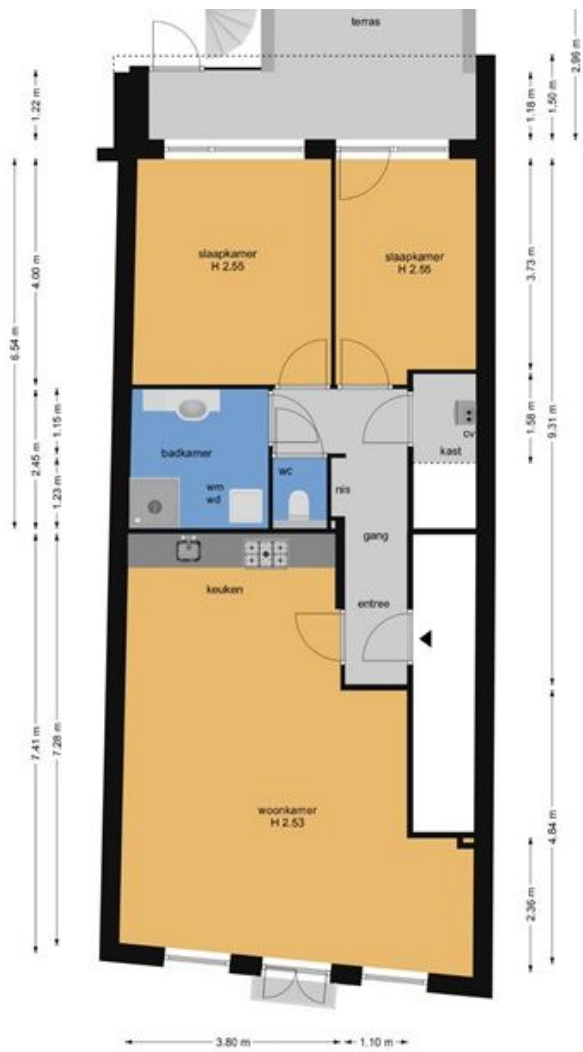 terras
2.96 m
1.50 m
1.22 m
1.18 m
slaapkamer
H 2.55
slaapkamer
H 2.55
4.00 m
3.73 m
6.54 m
9.31 m
1.15 m
1.58 m
2.45 m
1.23 m
badkamer
wm
wd
wc
nis
cv
kast
gang
keuken
entree
7.41 m
7.28 m
woonkamer
H 2.53
4.84 m
2.36 m
3.80 m
1.10 m